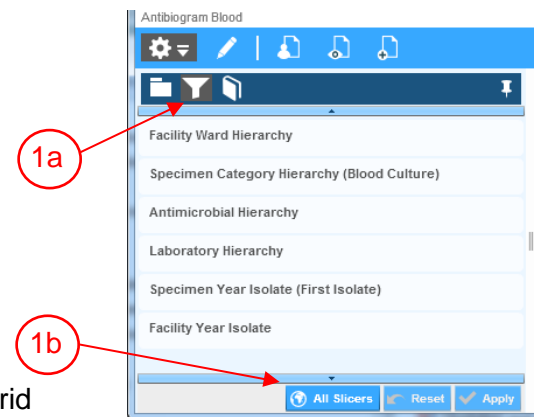 Antibiogram Blood
1a
Facility Ward Hierarchy
Specimen Category Hierarchy (Blood Culture)
Antimicrobial Hierarchy
Laboratory Hierarchy
Specimen Year Isolate (First Isolate)
Facility Year Isolate
1b
rid
All Slicers Reset Apply